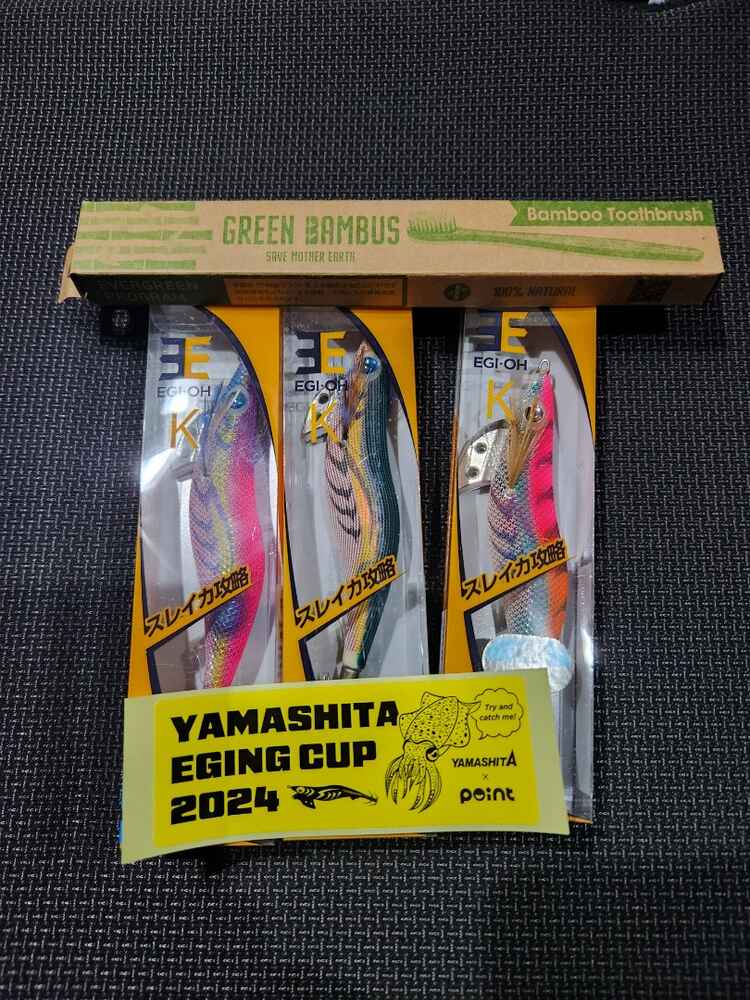 GREEN BAMBUS
SAVE MOTHER EARTH
Bamboo Toothbrush
EVERGREEN
PROGRAM
100% NATURAL
EGI-OH
K
スレイカ攻略
EGI-OH
K
スレイカ攻略
EGI-OH
K
スレイカ攻略
YAMASHITA
EGING CUP
2024
Try and
catch me!
YAMASHITA
×
point